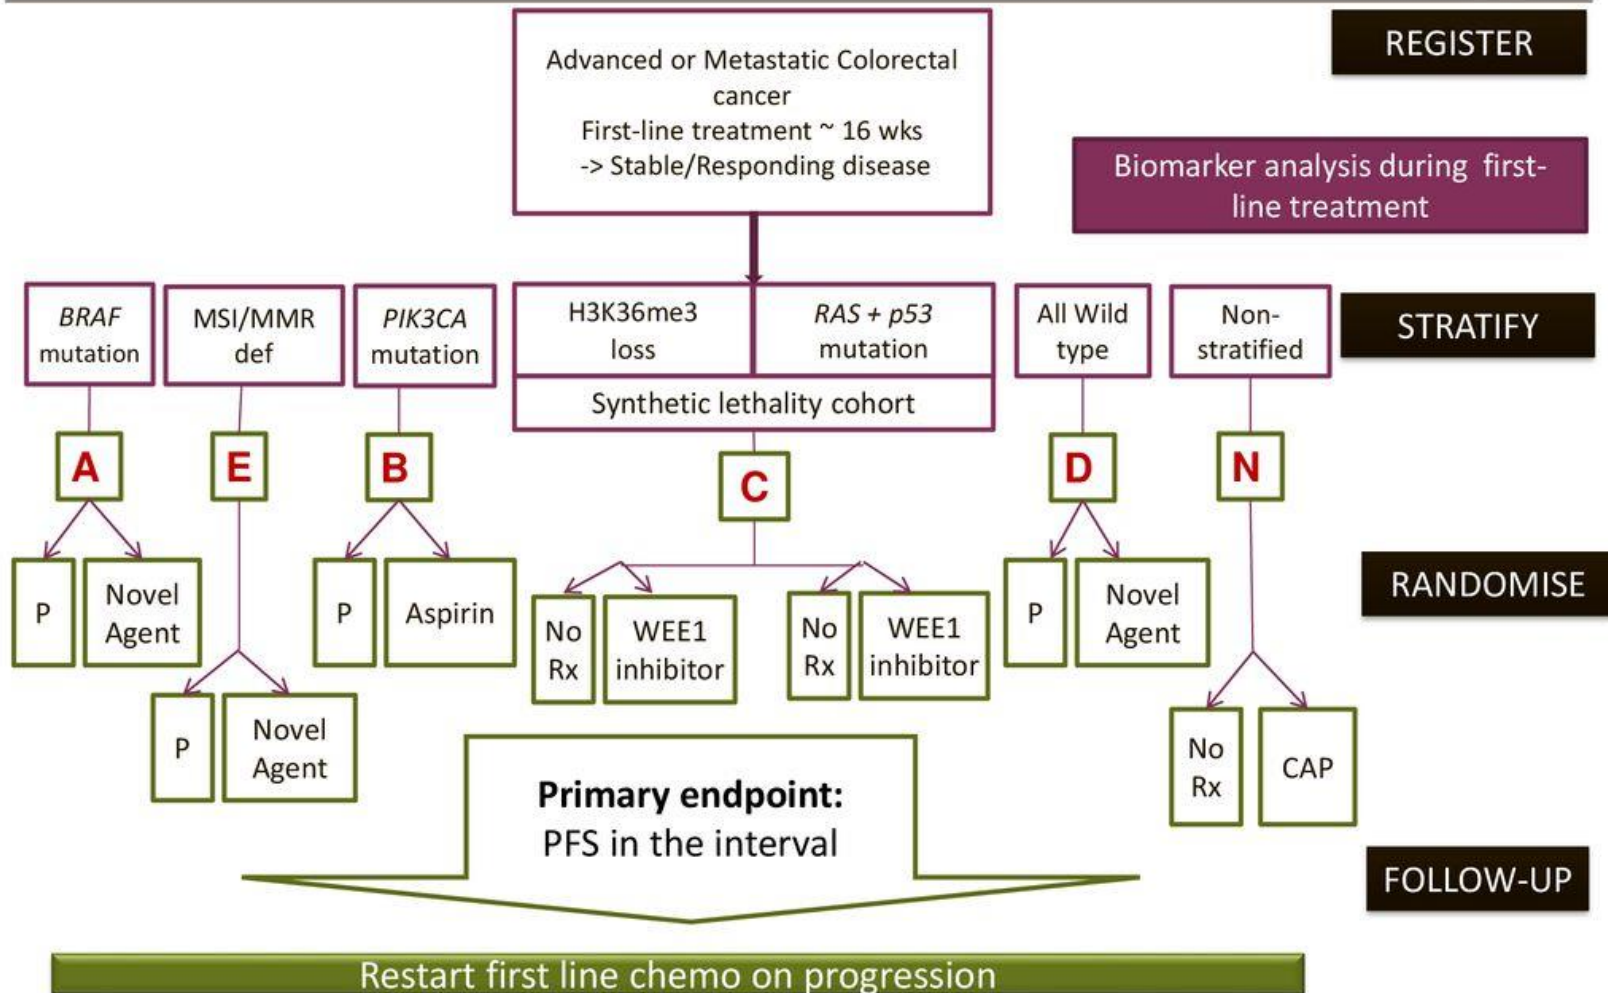 REGISTER
Advanced or Metastatic Colorectal
cancer
First-line treatment ~ 16 wks
-> Stable/Responding disease
Biomarker analysis during first-
line treatment
BRAF
mutation
MSI/MMR
def
PIK3CA
mutation
H3K36me3
loss
RAS + p53
mutation
Synthetic lethality cohort
All Wild
type
Non-
stratified
STRATIFY
A
E
B
C
D
N
RANDOMISE
P
Novel
Agent
P
Novel
Agent
P
Aspirin
No
Rx
WEE1
inhibitor
No
Rx
WEE1
inhibitor
P
Novel
Agent
No
Rx
CAP
Primary endpoint:
PFS in the interval
FOLLOW-UP
Restart first line chemo on progression